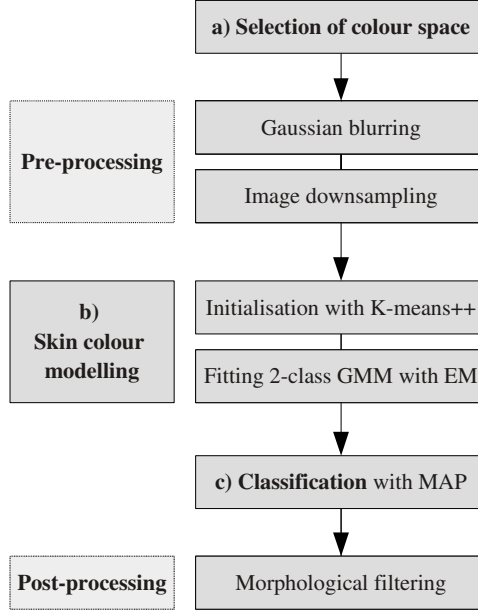 a) Selection of colour space
Gaussian blurring
Pre-processing
Image downsampling
b)
Skin colour
modelling
Initialisation with K-means++
Fitting 2-class GMM with EM
c) Classification with MAP
Post-processing
Morphological filtering